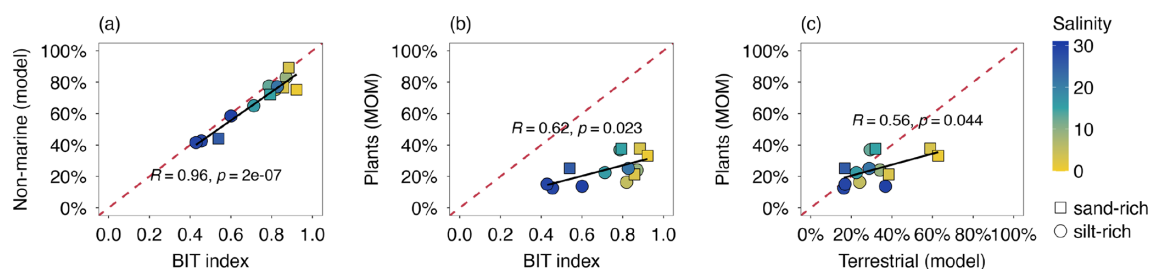 (a)
Non-marine (model)
100%
80%
60%
40%
20%
0%
R = 0.96, p = 2e-07
0.0 0.2 0.4 0.6 0.8 1.0
BIT index
(b)
Plants (MOM)
100%
80%
60%
40%
20%
0%
R = 0.62, p = 0.023
0.0 0.2 0.4 0.6 0.8 1.0
BIT index
(c)
Plants (MOM)
100%
80%
60%
40%
20%
0%
R = 0.56, p = 0.044
0% 20% 40% 60% 80% 100%
Terrestrial (model)
Salinity
30
20
10
0
sand-rich
silt-rich